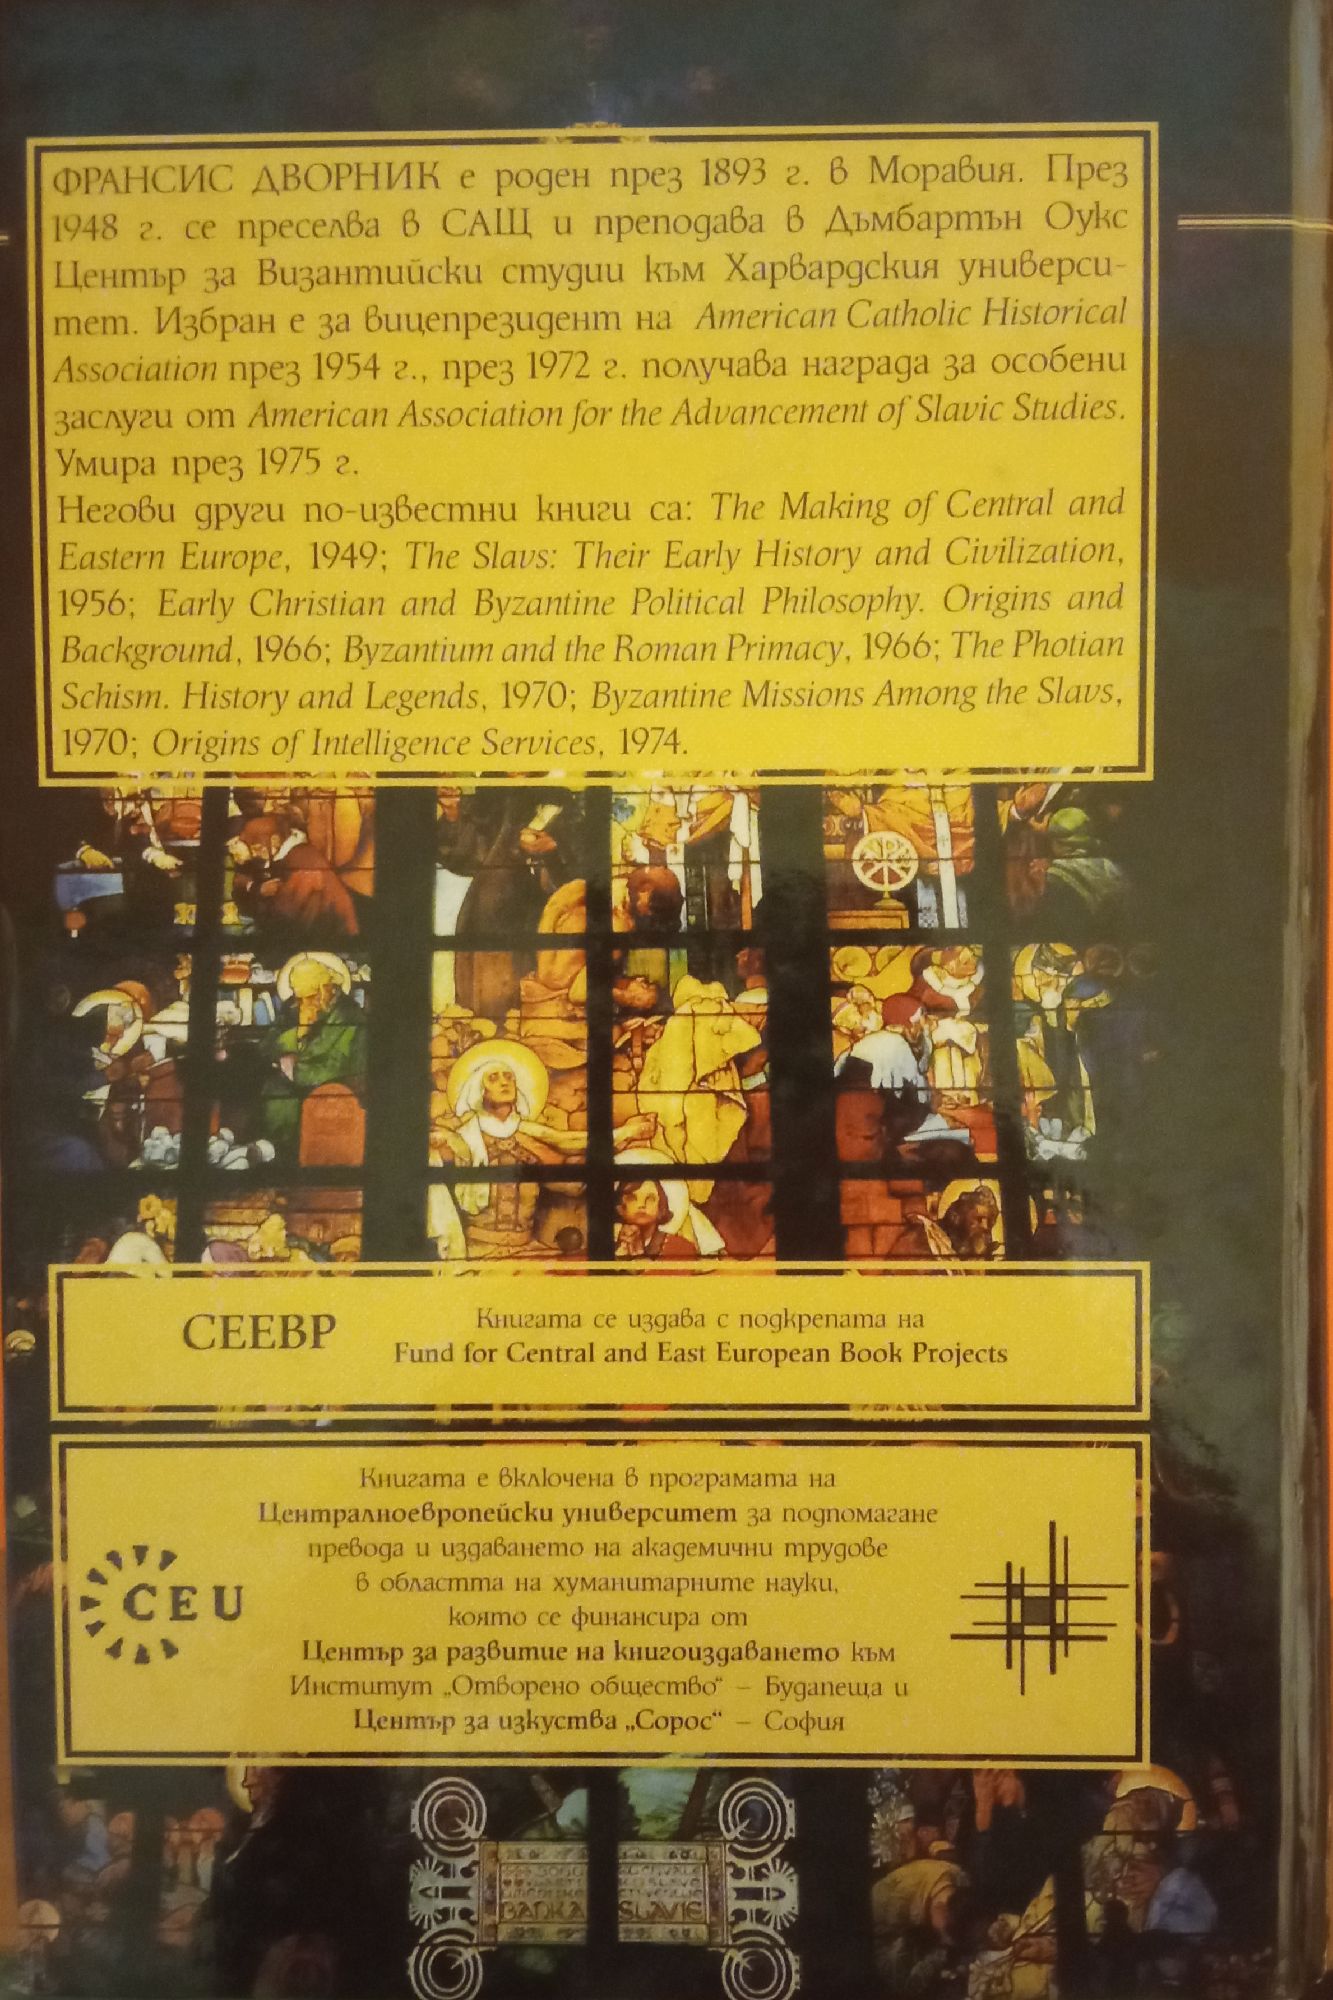 ФРАНСИС ДВОРНИК е роден през 1893 г. в Моравия. През
1948 г. се преселва в САЩ и преподава в Дъмбартън Оукс
Център за Византийски студии към Харвардския универси-
тет. Избран е за вицепрезидент на American Catholic Historical
Association през 1954 г., през 1972 г. получава награда за особени
заслуги от American Association for the Advancement of Slavic Studies.
Умира през 1975 г.
Негови други по-известни книги са: The Making of Central and
Eastern Europe, 1949; The Slavs: Their Early History and Civilization,
1956; Early Christian and Byzantine Political Philosophy. Origins and
Background, 1966; Byzantium and the Roman Primacy, 1966; The Photian
Schism. History and Legends, 1970; Byzantine Missions Among the Slavs,
1970; Origins of Intelligence Services, 1974.
CEEBP
Книгата се издава с подкрепата на
Fund for Central and East European Book Projects
Книгата е включена в програмата на
Централноевропейски университет за подпомагане
превода и издаването на академични трудове
в областта на хуманитарните науки,
която се финансира от
Център за развитие на книгоиздаването към
Институт „Отворено общество“ – Будапеща и
Център за изкуства „Сорос“ – София
CEU
BANKA SLAVIE